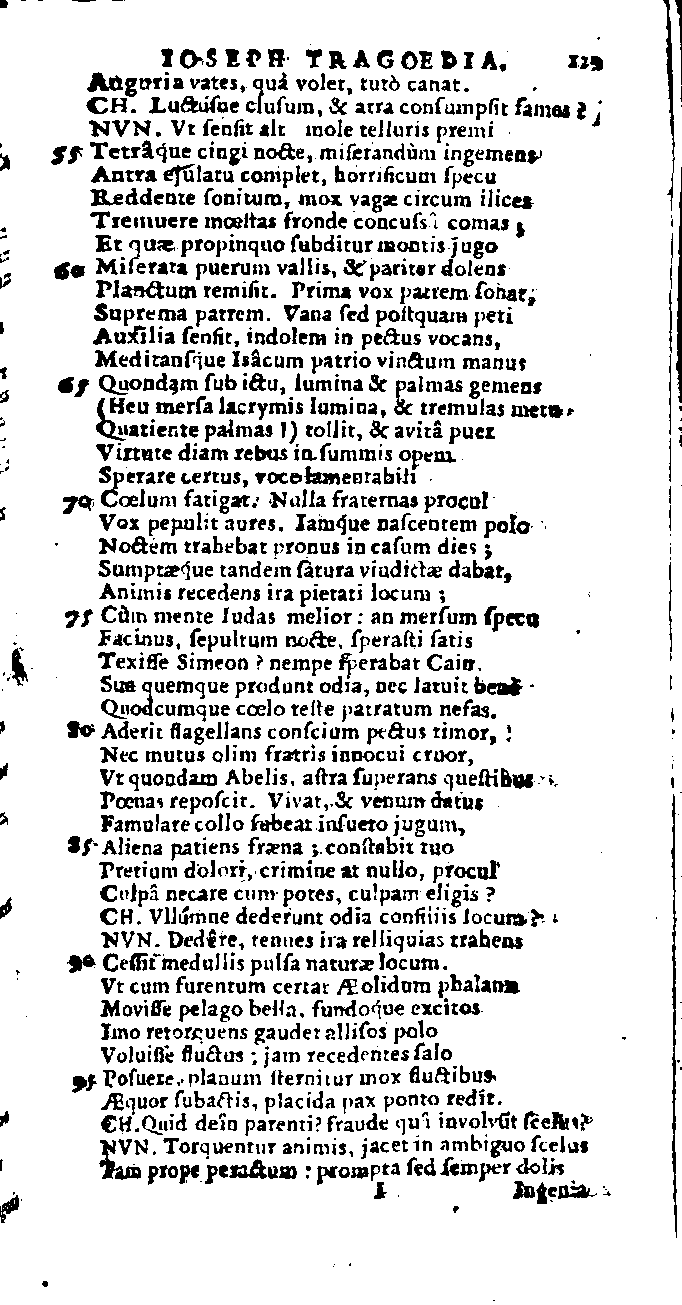 IOSEPH TRAGOEDIA. 129
Auguria vates, quâ volet, tutò canat.
CH. Luctúsne clusum, & atra consumpsit fames?
NVN. Vt sensit alt mole telluris premi
55 Tetrâque cingi nocte, miserandùm ingemens
Antra ejulatu complet, horrificum specu
Reddente sonitum, mox vagæ circum ilices
Tremuere mœstas fronde concussâ comas;
Et quæ propinquo subditur montis jugo
60 Miserata puerum vallis, & pariter dolens
Planctum remisit. Prima vox patrem sonat;
Suprema patrem. Vana sed postquam peti
Auxilia sensit, indolem in pectus vocans,
Meditansque Isâcum patrio vinctum manus
65 Quondam sub ictu, lumina & palmas gemens
(Heu mersa lacrymis lumina, & tremulas metu
Quatiente palmas!) tollit, & avitâ puer
Virtute diam rebus in summis opem
Sperare certus, voce lamentabili
70 Cœlum fatigat. Nulla fraternas procul
Vox pepulit aures. Iamque nascentem polo
Noctem trahebat pronus in casum dies;
Sumptæque tandem sâtura vindictæ dabat,
Animis recedens ira pietati locum;
75 Cùm mente Iudas melior: an mersum specu
Facinus, sepultum nocte, sperasti satis
Texisse Simeon? nempe sperabat Cain.
Sua quemque produnt odia, nec latuit benè
Quodcumque cœlo teste patratum nefas.
80 Aderit flagellans conscium pectus timor,
Nec mutus olim fratris innocui cruor,
Vt quondam Abelis, astra superans questibus
Pœnas reposcit. Vivat, & venum datus
Famulare collo subeat insueto jugum,
85 Aliena patiens fræna; constabit tuo
Pretium dolori, crimine at nullo, procul
Culpâ necare cum potes, culpam eligis?
CH. Vllúmne dederunt odia consiliis locum?
NVN. Dedêre, tenues ira relliquias trahens
90 Cessit medullis pulsa naturæ locum.
Vt cum furentum certat Æolidum phalanx
Movisse pelago bella, fundoque excitos
Imo retorquens gaudet allisos polo
Voluisse fluctus; jam recedentes salo
95 Posuere, planum sternitur mox fluctibus
Æquor subactis, placida pax ponto redit.
CH. Quid dein parenti? fraude quî involvit scelus?
NVN. Torquentur animis, jacet in ambiguo scelus
Tam prope peractum: prompta sed semper dolis
I Ingenia